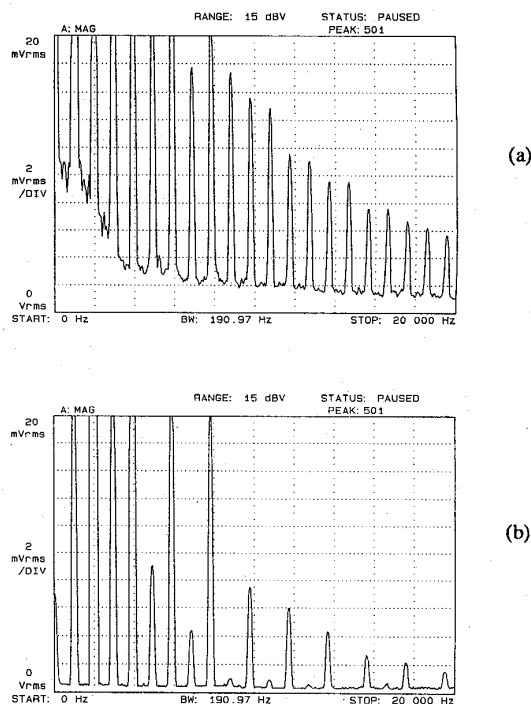 RANGE: 15 dBV STATUS: PAUSED
A: MAG PEAK: 501
20
mVrms
2
mVrms
/DIV
0
Vrms
START: 0 Hz BW: 190.97 Hz STOP: 20 000 Hz
(a)
RANGE: 15 dBV STATUS: PAUSED
A: MAG PEAK: 501
20
mVrms
2
mVrms
/DIV
0
Vrms
START: 0 Hz BW: 190.97 Hz STOP: 20 000 Hz
(b)